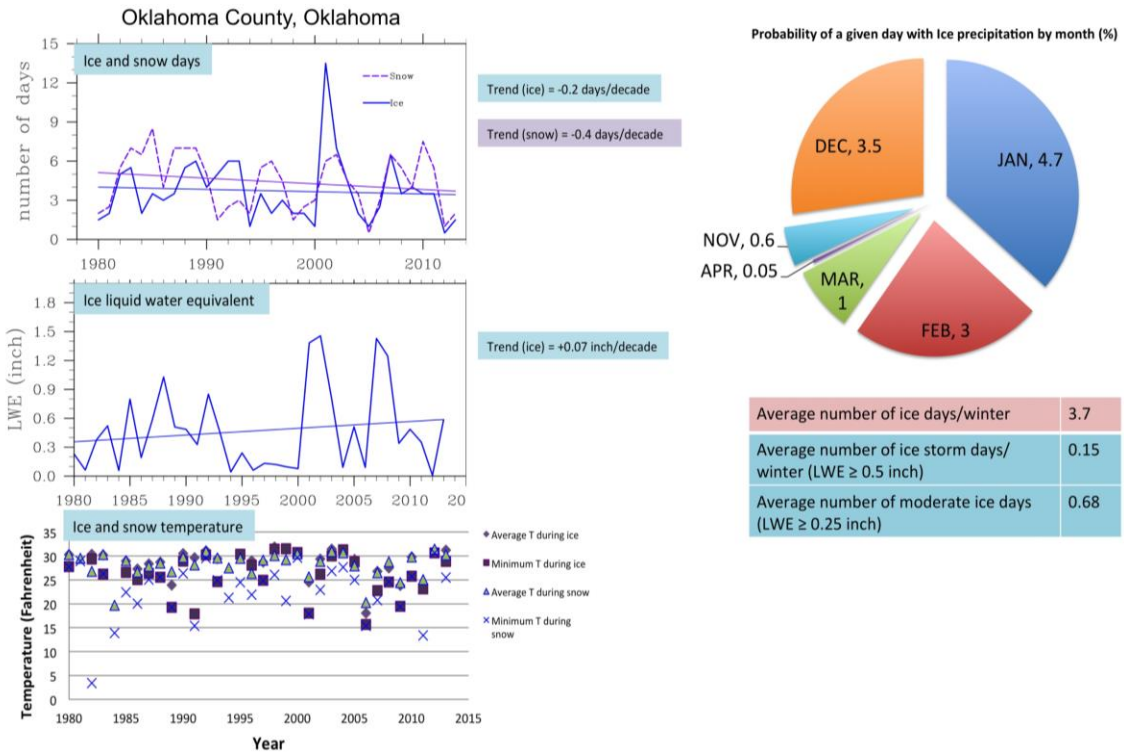 Oklahoma County, Oklahoma
Ice and snow days
number of days
15
12
9
6
3
0
1980
1990
2000
2010
Snow
Ice
Trend (ice) = -0.2 days/decade
Trend (snow) = -0.4 days/decade
Ice liquid water equivalent
LWE (inch)
1.8
1.5
1.2
0.9
0.6
0.3
0.0
1980
1985
1990
1995
2000
2005
2010
20
Trend (ice) = +0.07 inch/decade
Ice and snow temperature
Temperature (Fahrenheit)
35
30
25
20
15
10
5
0
1980
1985
1990
1995
2000
2005
2010
2015
Year
Average T during ice
Minimum T during ice
Average T during snow
Minimum T during
snow
Probability of a given day with Ice precipitation by month (%)
DEC, 3.5
JAN, 4.7
NOV, 0.6
APR, 0.05
MAR,
1
FEB, 3
Average number of ice days/winter 3.7
Average number of ice storm days/ 0.15
winter (LWE ≥ 0.5 inch)
Average number of moderate ice days 0.68
(LWE ≥ 0.25 inch)